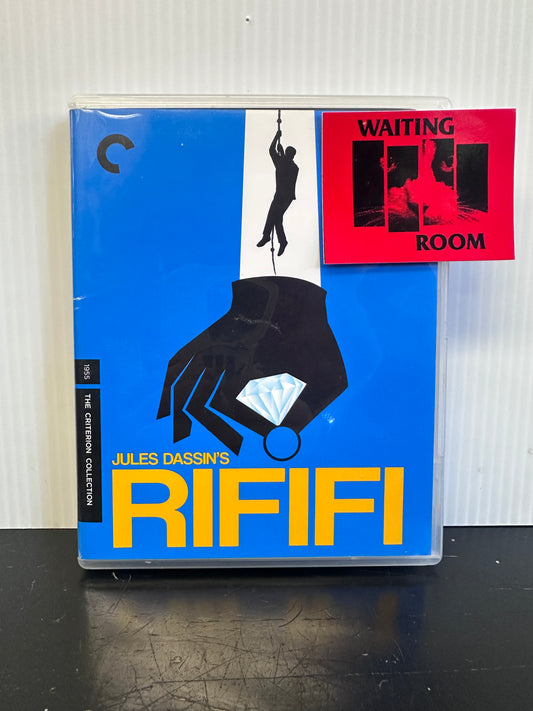 WAITING
ROOM
1955
THE CRITERION COLLECTION
JULES DASSIN'S
RIFIFI